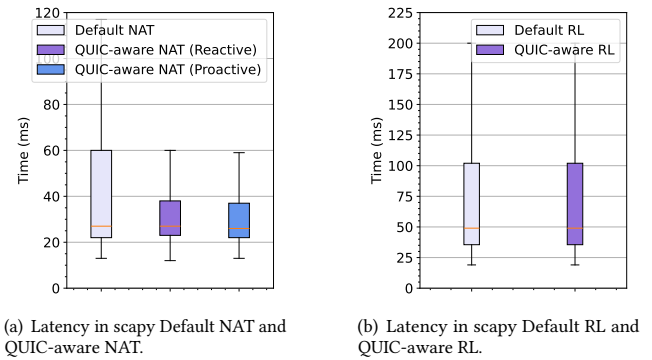 120
100
80
60
40
20
0
Time (ms)
Default NAT
QUIC-aware NAT (Reactive)
QUIC-aware NAT (Proactive)
(a) Latency in scapy Default NAT and
QUIC-aware NAT.
225
200
175
150
125
100
75
50
25
0
Time (ms)
Default RL
QUIC-aware RL
(b) Latency in scapy Default RL and
QUIC-aware RL.